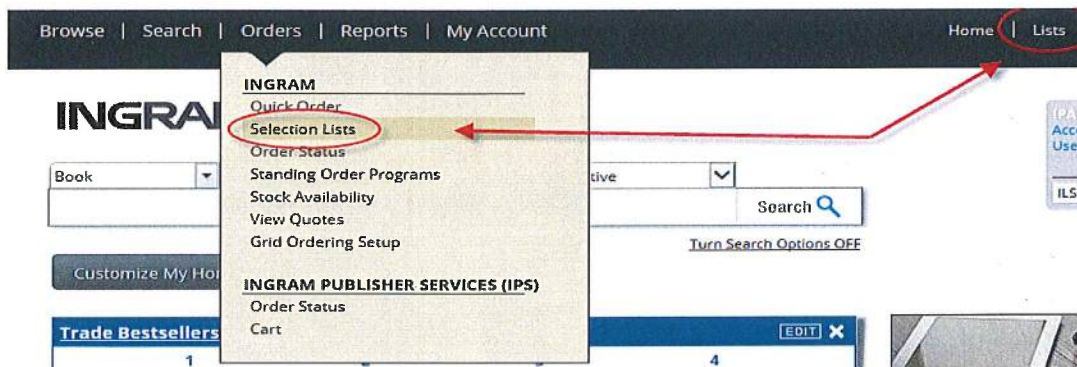 Browse | Search | Orders | Reports | My Account Home | Lists
INGRAM
Quick Order
Selection Lists
Order Status
Standing Order Programs
Stock Availability
View Quotes
Grid Ordering Setup
INGRAM PUBLISHER SERVICES (IPS)
Order Status
Cart
INGRA
Book
tive
Search
Turn Search Options OFF
Customize My Ho
Trade Bestsellers
EDIT
1
4
Acc
Use
ILS